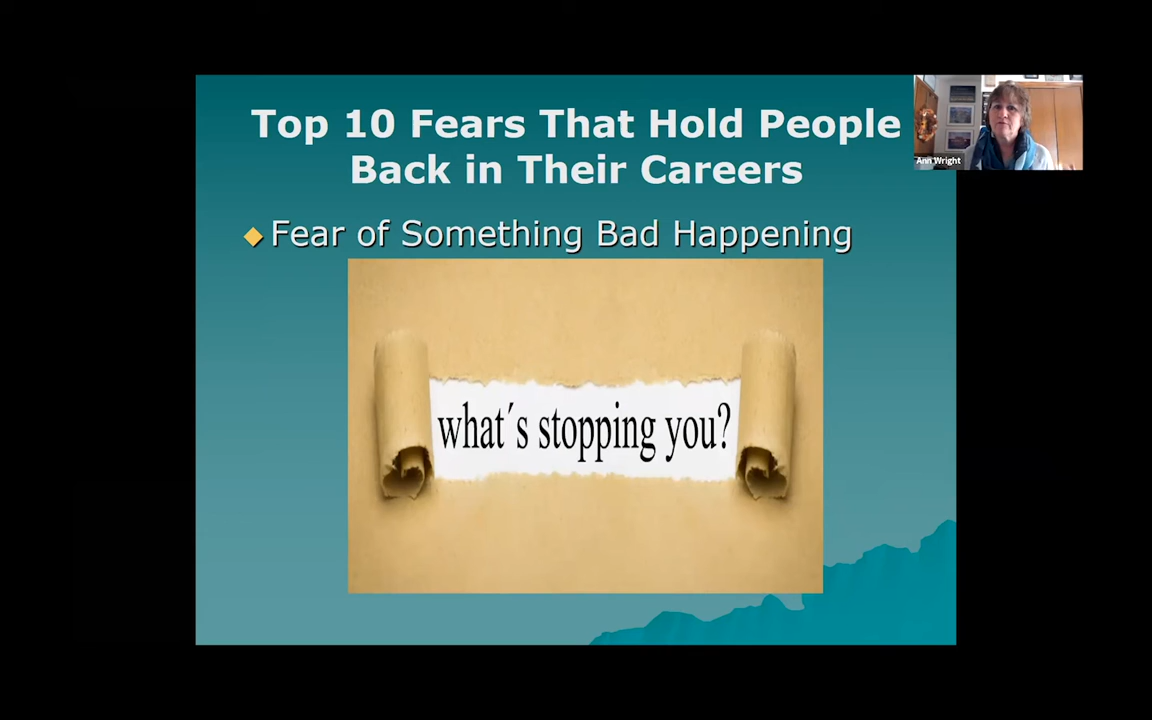 Top 10 Fears That Hold People
Back in Their Careers
Ann Wright
Fear of Something Bad Happening
what´s stopping you?